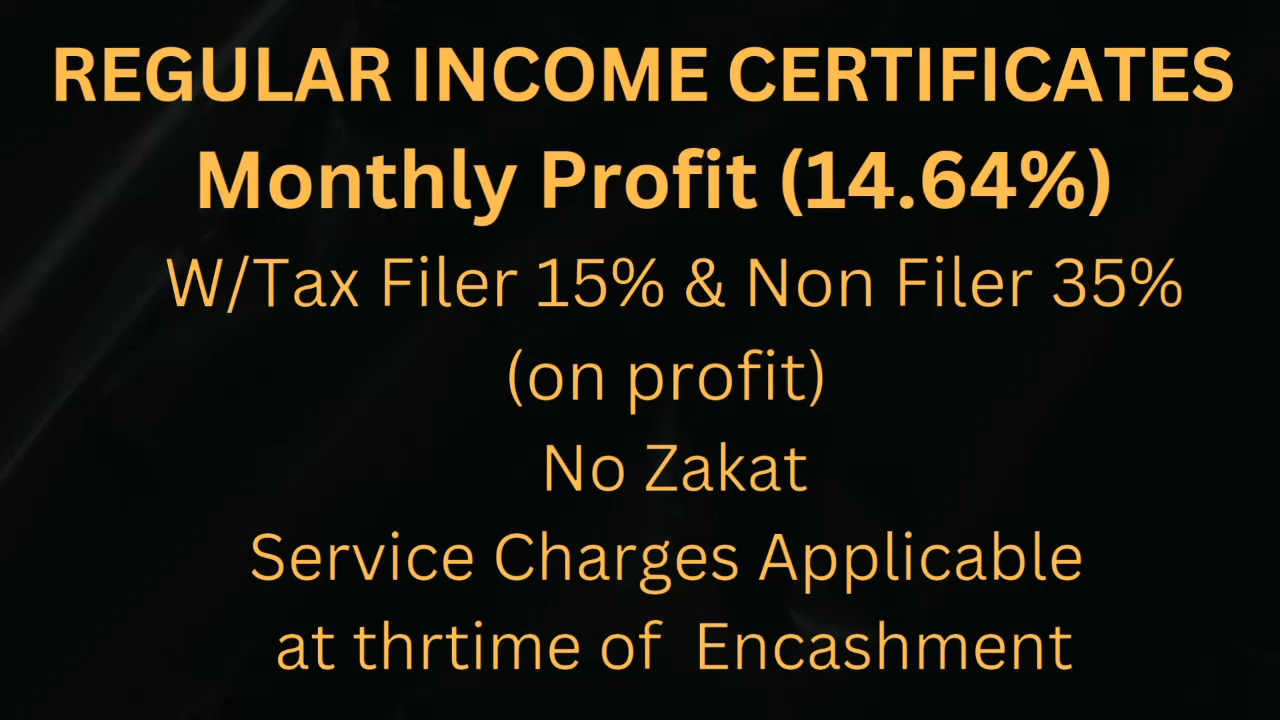 REGULAR INCOME CERTIFICATES
Monthly Profit (14.64%)
W/Tax Filer 15% & Non Filer 35%
(on profit)
No Zakat
Service Charges Applicable
at thrtime of Encashment